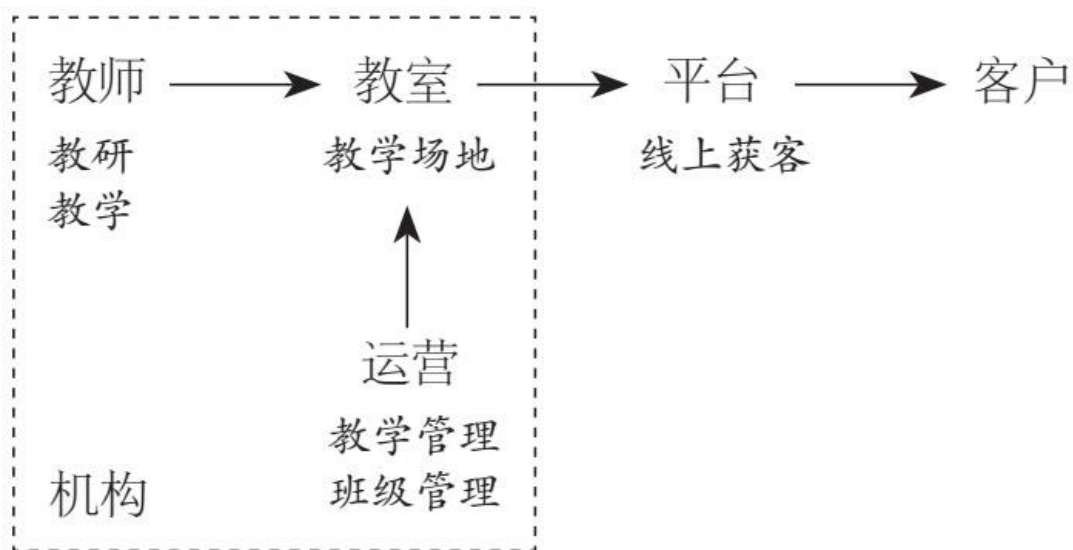 教师
教室
平台
客户
教研
教学
教学场地
线上获客
运营
教学管理
班级管理
机构